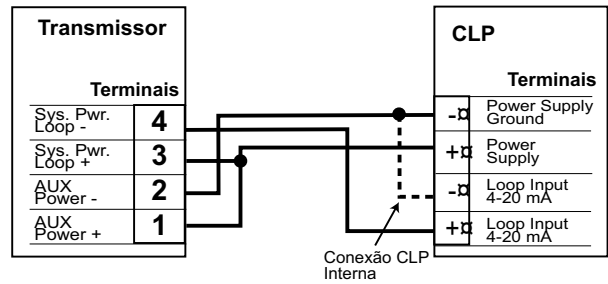 Transmissor
Terminais
Sys. Pwr.
Loop -
4
Sys. Pwr.
Loop +
3
AUX
Power -
2
AUX
Power +
1
CLP
Terminais
-¤ Power Supply
Ground
+¤ Power
Supply
-¤ Loop Input
4-20 mA
+¤ Loop Input
4-20 mA
Conexão CLP
Interna